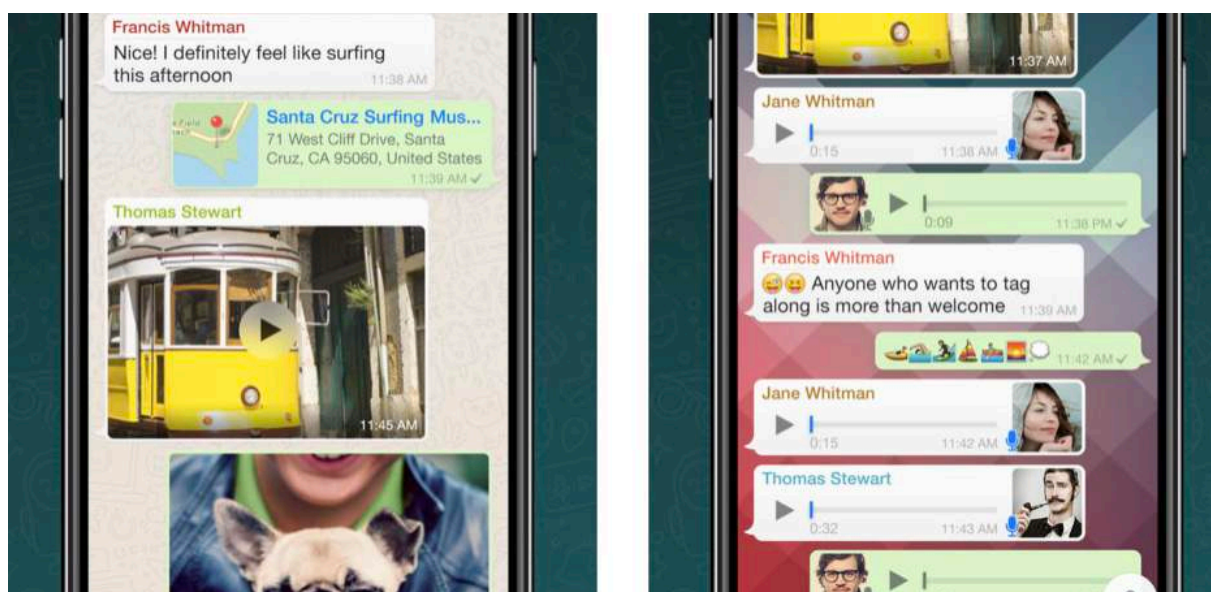 Francis Whitman
Nice! I definitely feel like surfing
this afternoon
11:38 AM
Santa Cruz Surfing Mus...
71 West Cliff Drive, Santa
Cruz, CA 95060, United States
11:39 AM
Thomas Stewart
11:45 AM
11:37 AM
Jane Whitman
0:15
11:38 AM
0:09
11:38 PM
Francis Whitman
Anyone who wants to tag
along is more than welcome
11:39 AM
11:42 AM
Jane Whitman
0:15
11:42 AM
Thomas Stewart
0:32
11:43 AM